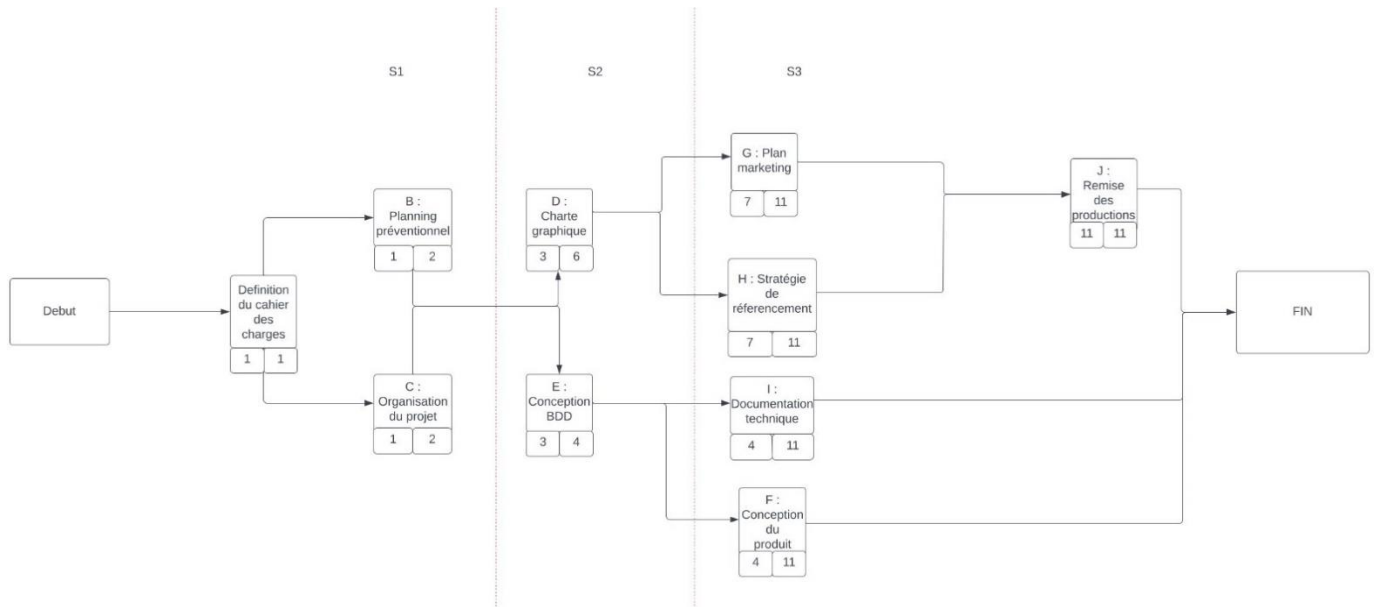 S1
S2
S3
Debut
Definition
du cahier
des
charges
1 1
B :
Planning
préventionnel
1 2
C :
Organisation
du projet
1 2
D :
Charte
graphique
3 6
E :
Conception
BDD
3 4
G : Plan
marketing
7 11
H : Stratégie
de
réferencement
7 11
I :
Documentation
technique
4 11
F :
Conception
du
produit
4 11
J :
Remise
des
productions
11 11
FIN